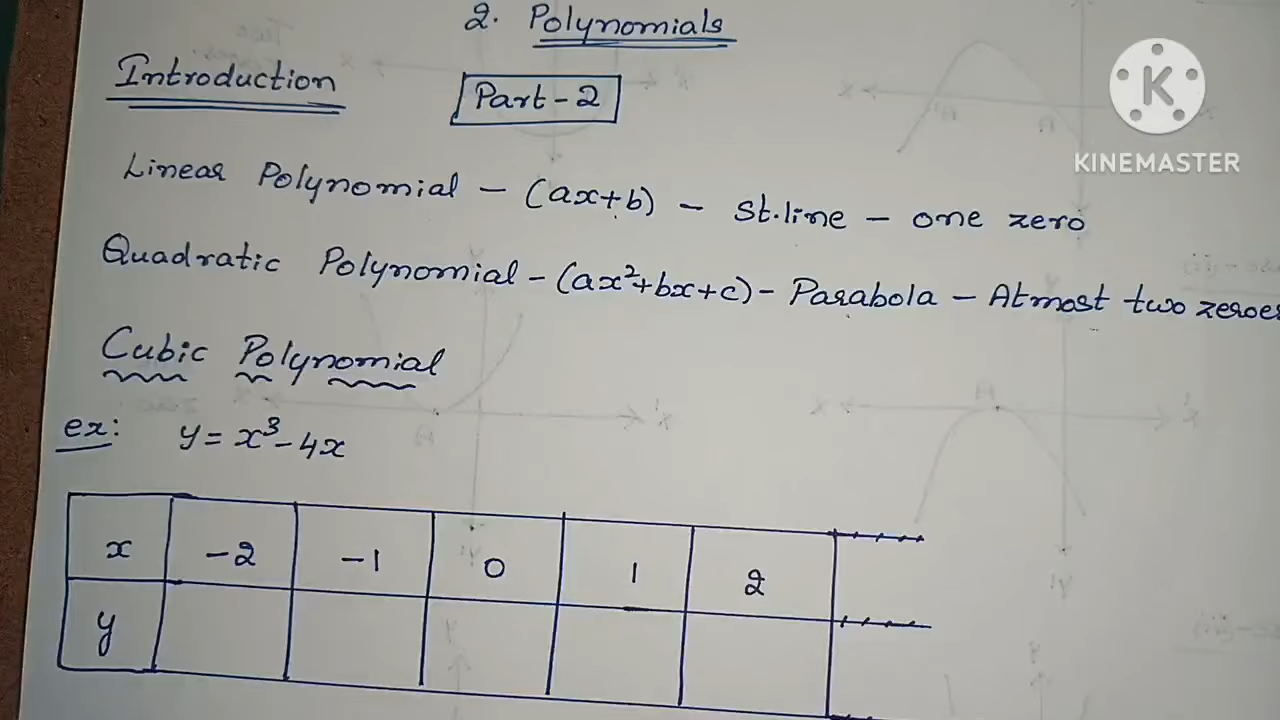 2. Polynomials
Introduction
Part-2
KINEMASTER
Linear Polynomial - (ax+b) - st.line - one zero
Quadratic Polynomial - (ax²+bx+c) - Parabola - Atmost two zeroes
Cubic Polynomial
ex: y = x³-4x
x -2 -1 0 1 2
y